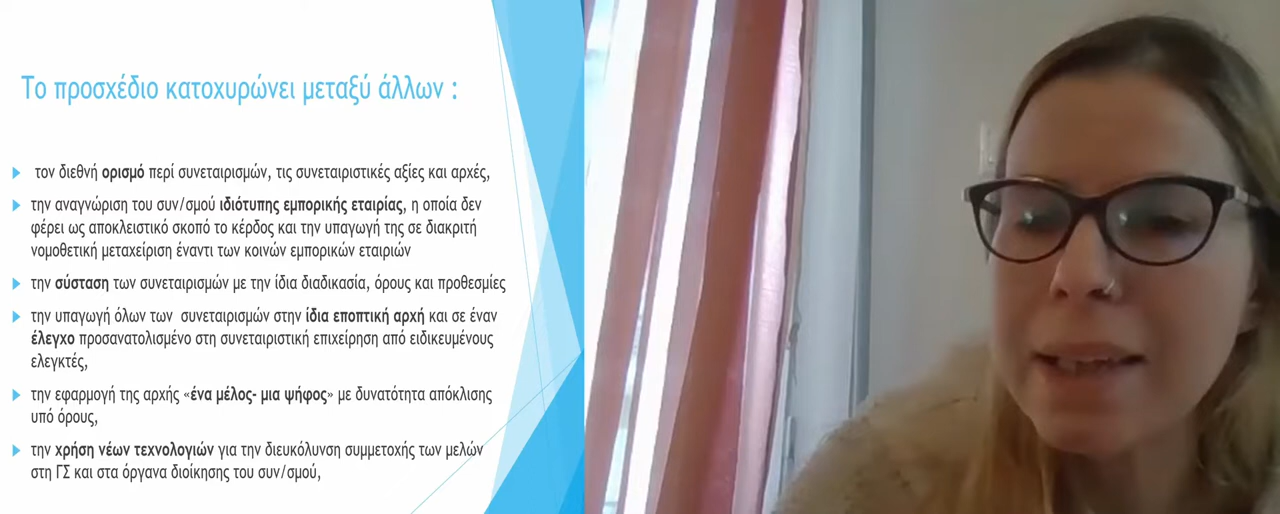 Το προσχέδιο κατοχυρώνει μεταξύ άλλων :
τον διεθνή ορισμό περί συνεταιρισμών, τις συνεταιριστικές αξίες και αρχές,
την αναγνώριση του συν/σμού ιδιότυπης εμπορικής εταιρίας, η οποία δεν
φέρει ως αποκλειστικό σκοπό το κέρδος και την υπαγωγή της σε διακριτή
νομοθετική μεταχείριση έναντι των κοινών εμπορικών εταιριών
την σύσταση των συνεταιρισμών με την ίδια διαδικασία, όρους και προθεσμίες
την υπαγωγή όλων των συνεταιρισμών στην ίδια εποπτική αρχή και σε έναν
έλεγχο προσανατολισμένο στη συνεταιριστική επιχείρηση από ειδικευμένους
ελεγκτές,
την εφαρμογή της αρχής «ένα μέλος- μια ψήφος» με δυνατότητα απόκλισης
υπό όρους,
την χρήση νέων τεχνολογιών για την διευκόλυνση συμμετοχής των μελών
στη ΓΣ και στα όργανα διοίκησης του συν/σμού,